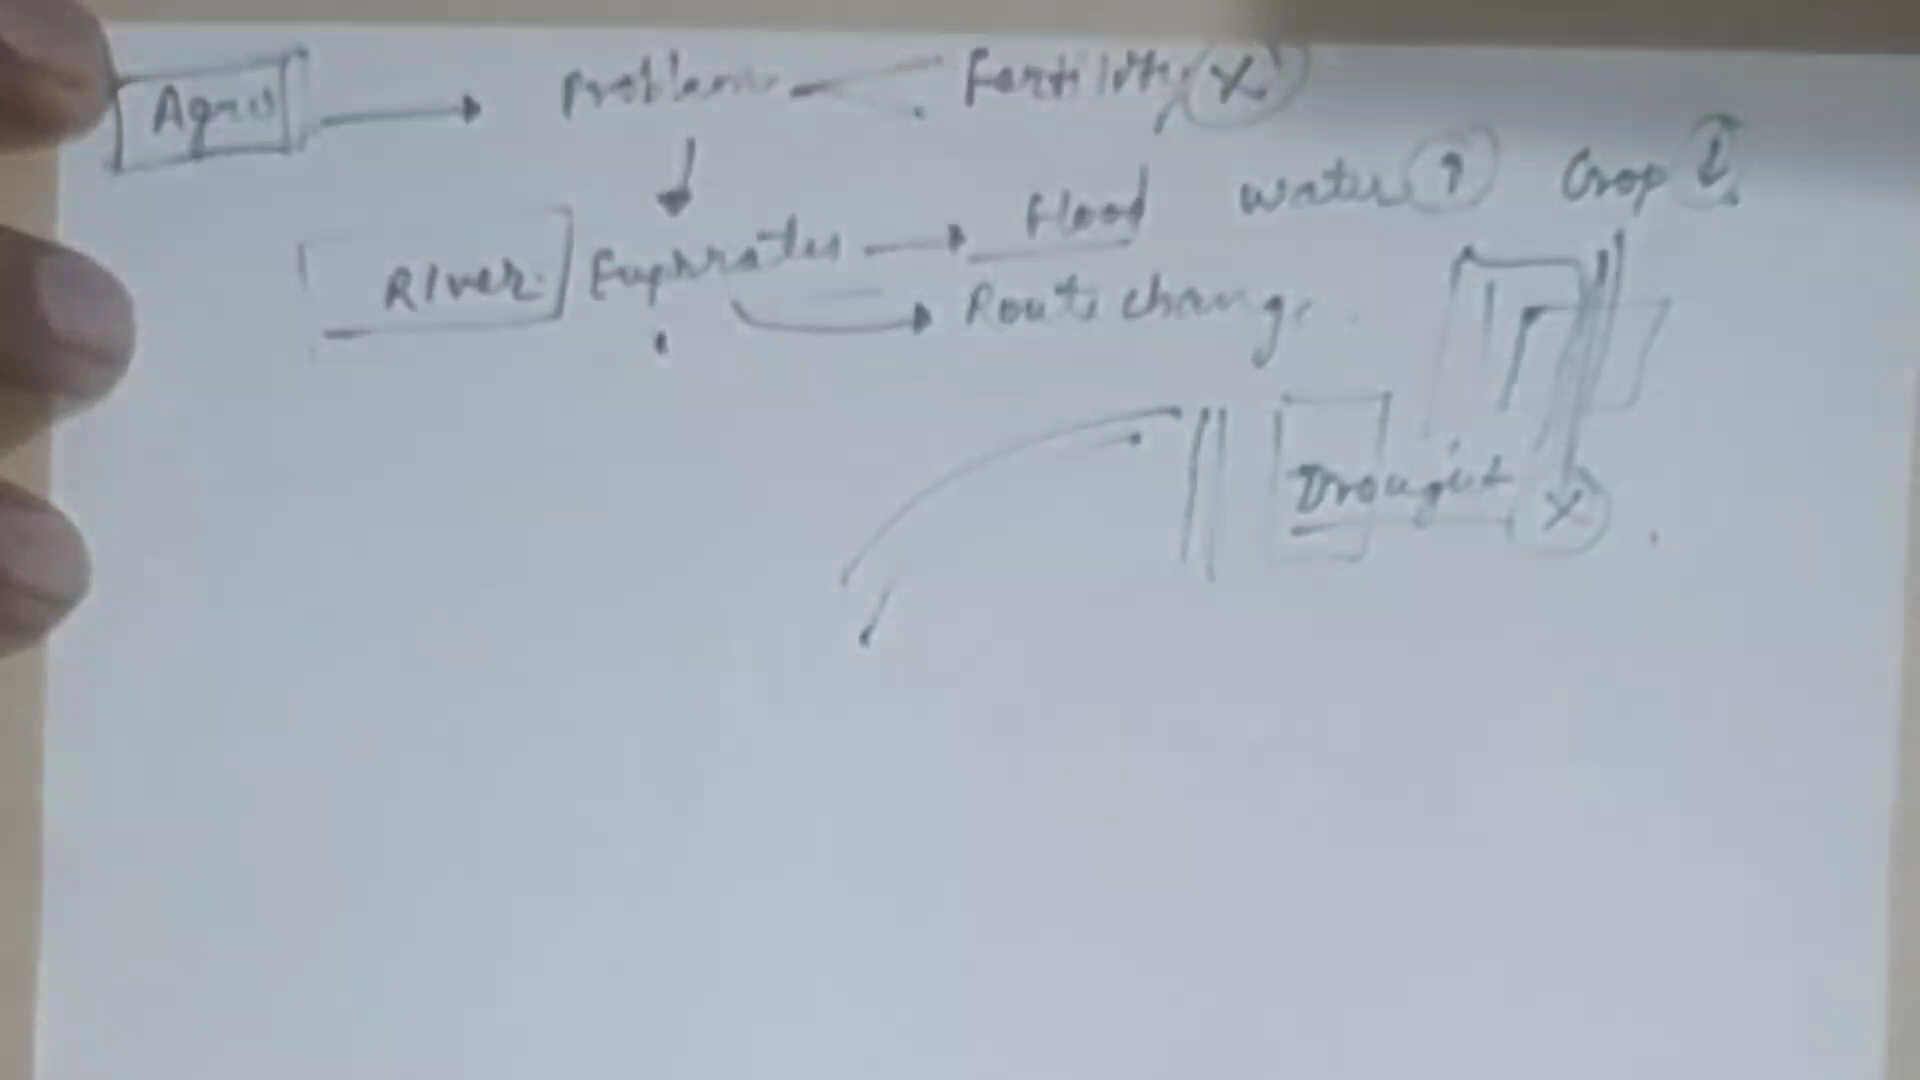 Agri → Problem Fertility X
Flood water ↑ Crop ↓
River Euphrates → Route change
Drought X